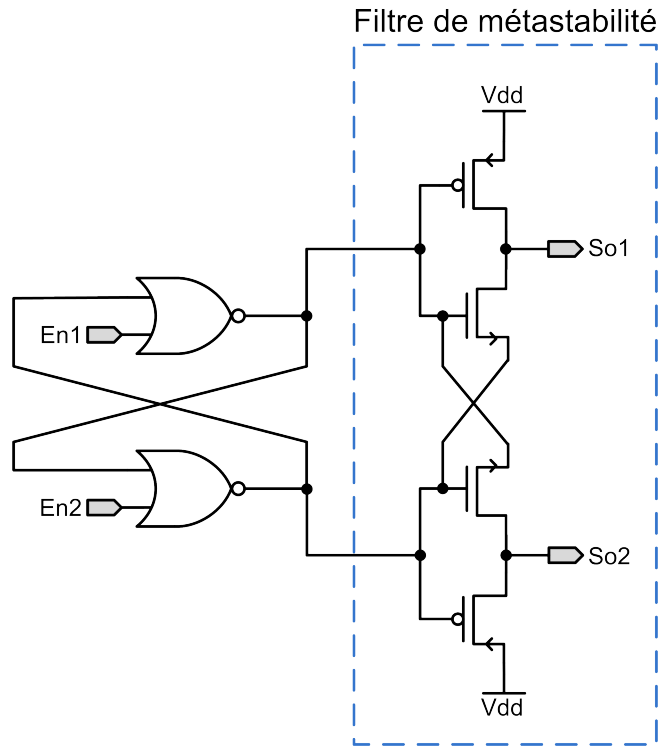 Filtre de métastabilité
Vdd
So1
En1
En2
So2
Vdd